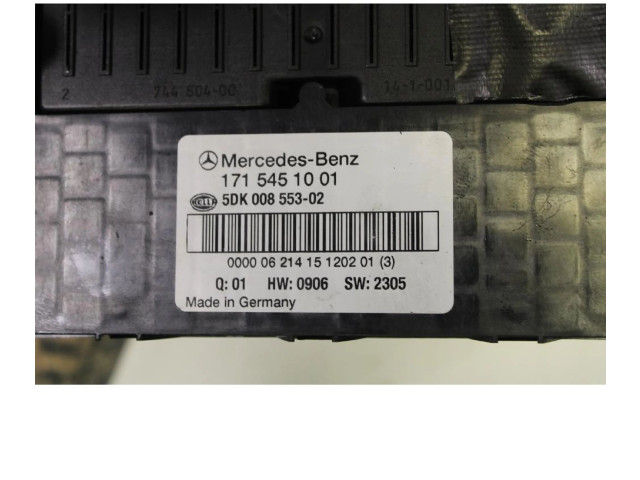 2 744 504-00 14-1-001
Mercedes-Benz
171 545 10 01
HELLA 5DK 008 553-02
0000 06 214 15 1202 01 (3)
Q: 01 HW: 0906 SW: 2305
Made in Germany